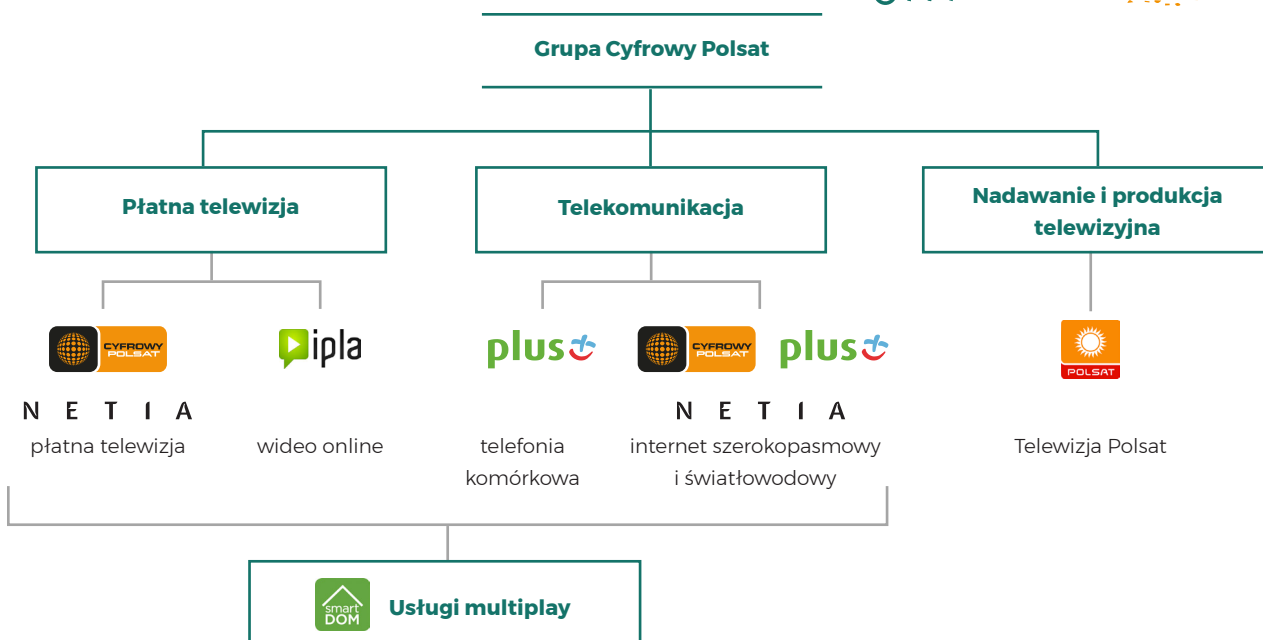 Grupa Cyfrowy Polsat
Płatna telewizja
Telekomunikacja
Nadawanie i produkcja
telewizyjna
CYFROWY
POLSAT
ipla
NETIA
płatna telewizja
wideo online
plus
telefonia
komórkowa
CYFROWY
POLSAT
plus
NETIA
internet szerokopasmowy
i światłowodowy
POLSAT
Telewizja Polsat
smart
DOM
Usługi multiplay